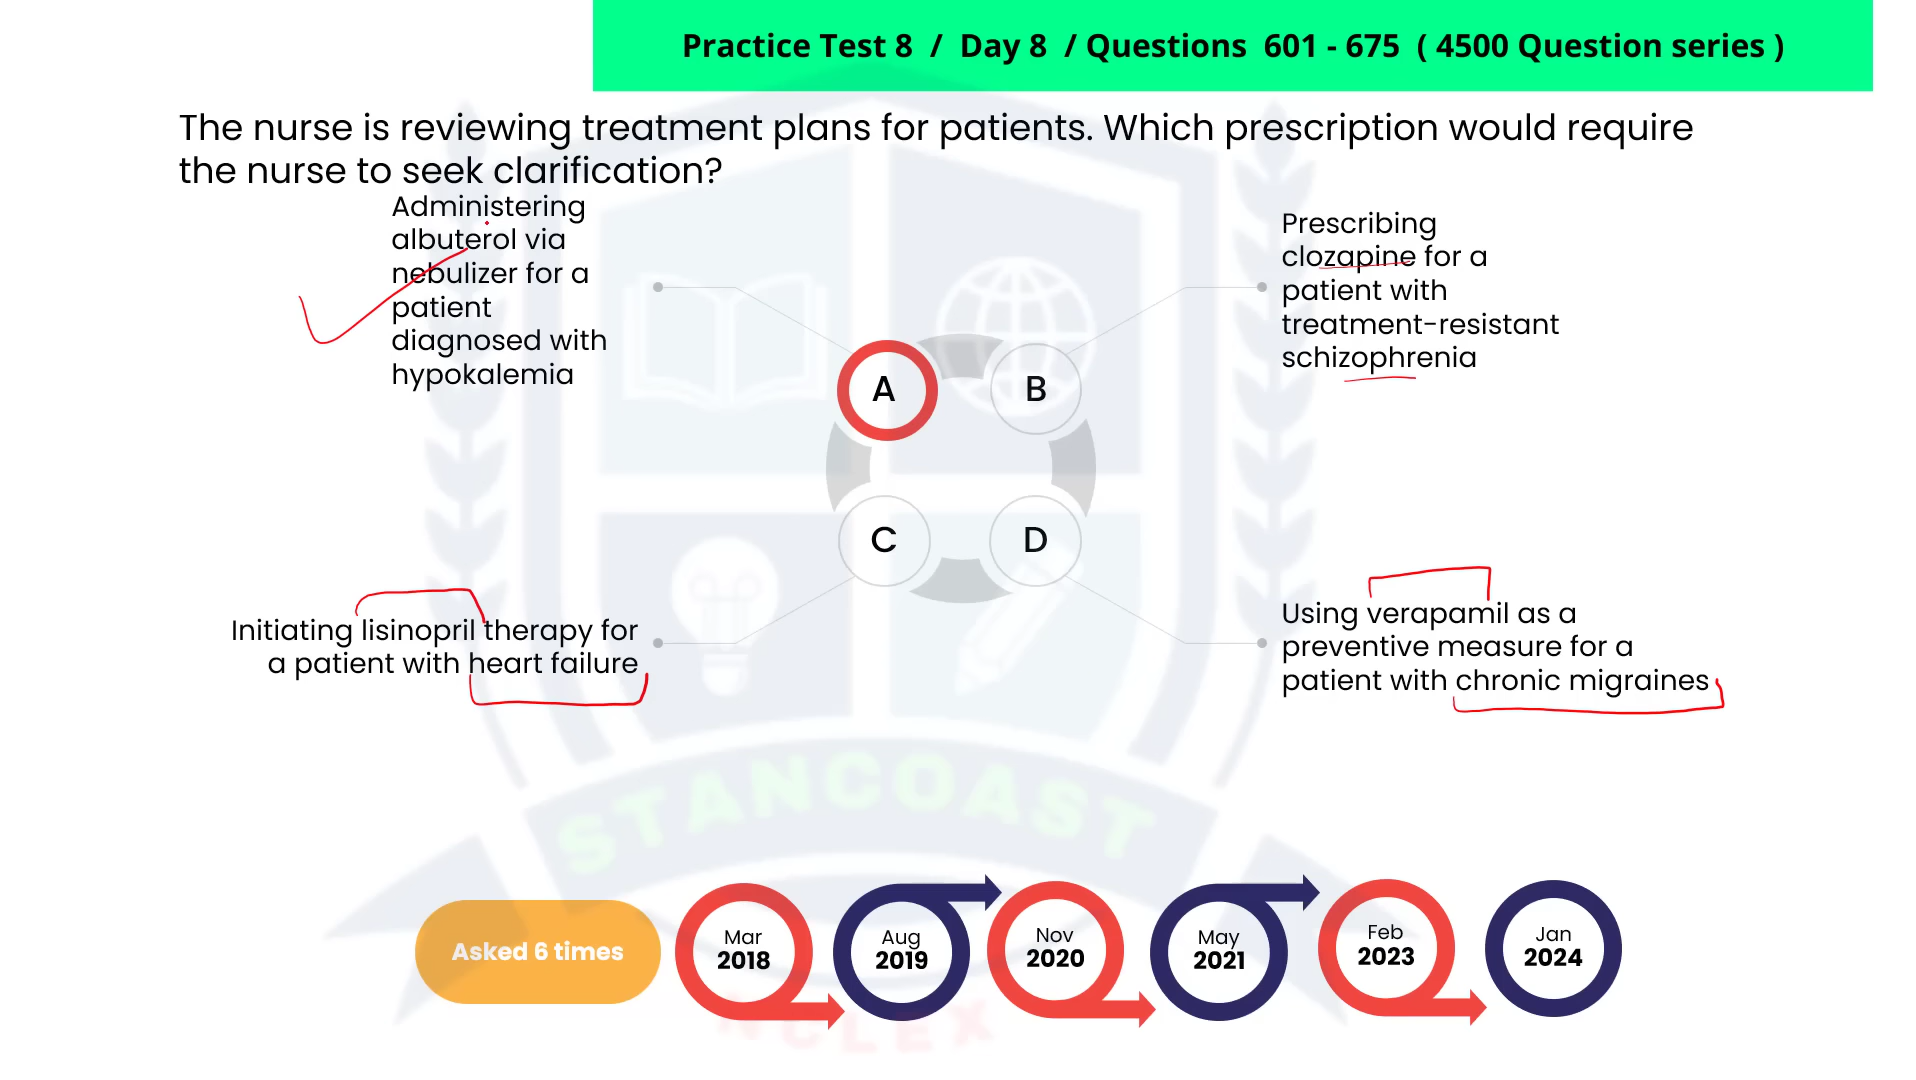 Practice Test 8 / Day 8 / Questions 601 - 675 ( 4500 Question series )
The nurse is reviewing treatment plans for patients. Which prescription would require
the nurse to seek clarification?
Administering
albuterol via
nebulizer for a
patient
diagnosed with
hypokalemia
Prescribing
clozapine for a
patient with
treatment-resistant
schizophrenia
A
B
C
D
Initiating lisinopril therapy for
a patient with heart failure
Using verapamil as a
preventive measure for a
patient with chronic migraines
STANCOAST
Asked 6 times
Mar
2018
Aug
2019
Nov
2020
May
2021
Feb
2023
Jan
2024
NCLEX